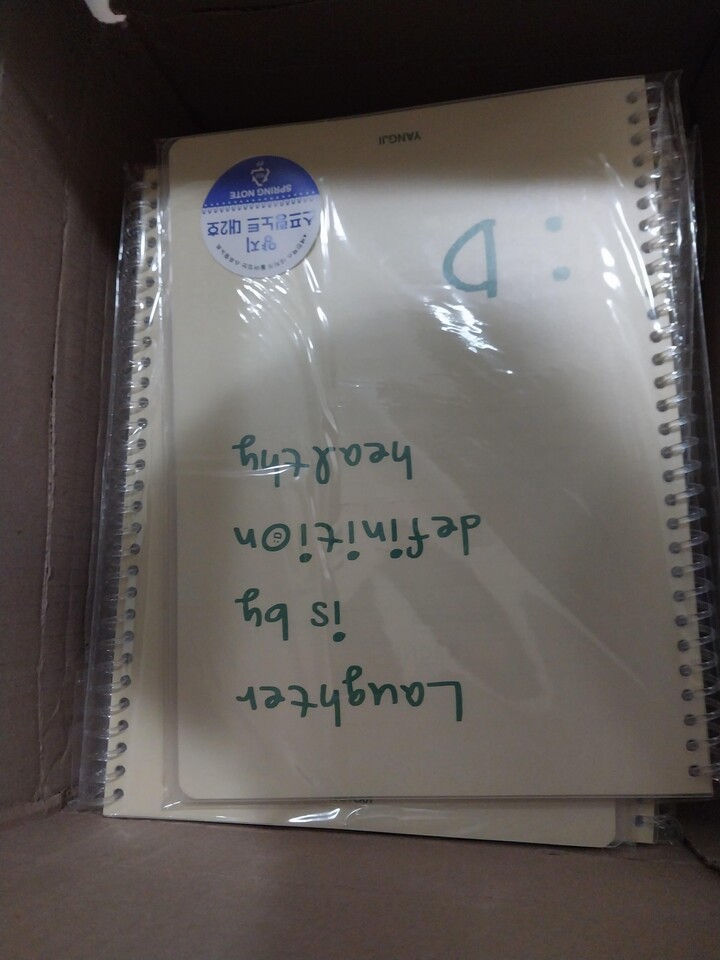 Laughter
is by
definition
healthy
:D
YANGJI
양지
스프링노트 대2호
SPRING NOTE